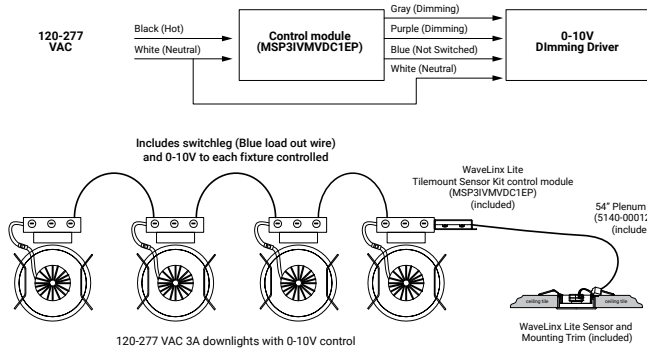 120-277
VAC
Black (Hot)
White (Neutral)
Control module
(MSP3IVMVDC1EP)
Gray (Dimming)
Purple (Dimming)
Blue (Not Switched)
White (Neutral)
0-10V
DImming Driver
Includes switchleg (Blue load out wire)
and 0-10V to each fixture controlled
WaveLinx Lite
Tilemount Sensor Kit control module
(MSP3IVMVDC1EP)
(included)
54" Plenum
(5140-00012
(include
ceiling tile
ceiling tile
WaveLinx Lite Sensor and
Mounting Trim (included)
120-277 VAC 3A downlights with 0-10V control